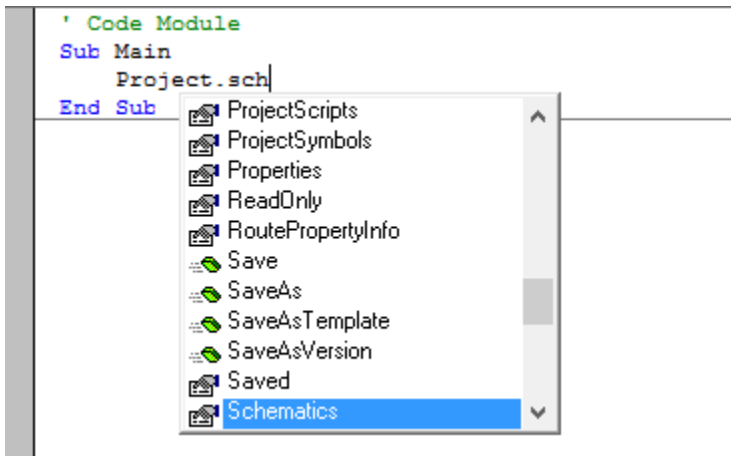 ' Code Module
Sub Main
Project.sch
End Sub
ProjectScripts
ProjectSymbols
Properties
ReadOnly
RoutePropertyInfo
Save
SaveAs
SaveAsTemplate
SaveAsVersion
Saved
Schematics